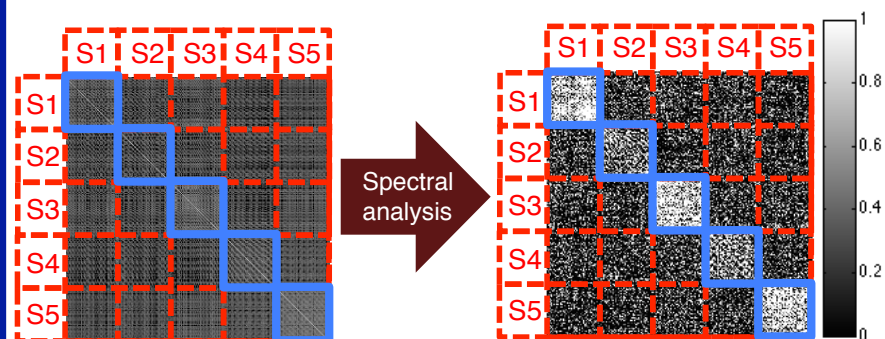 S1 S2 S3 S4 S5
S1
S2
S3
S4
S5
Spectral
analysis
S1 S2 S3 S4 S5
S1
S2
S3
S4
S5
1
0.8
0.6
0.4
0.2
0